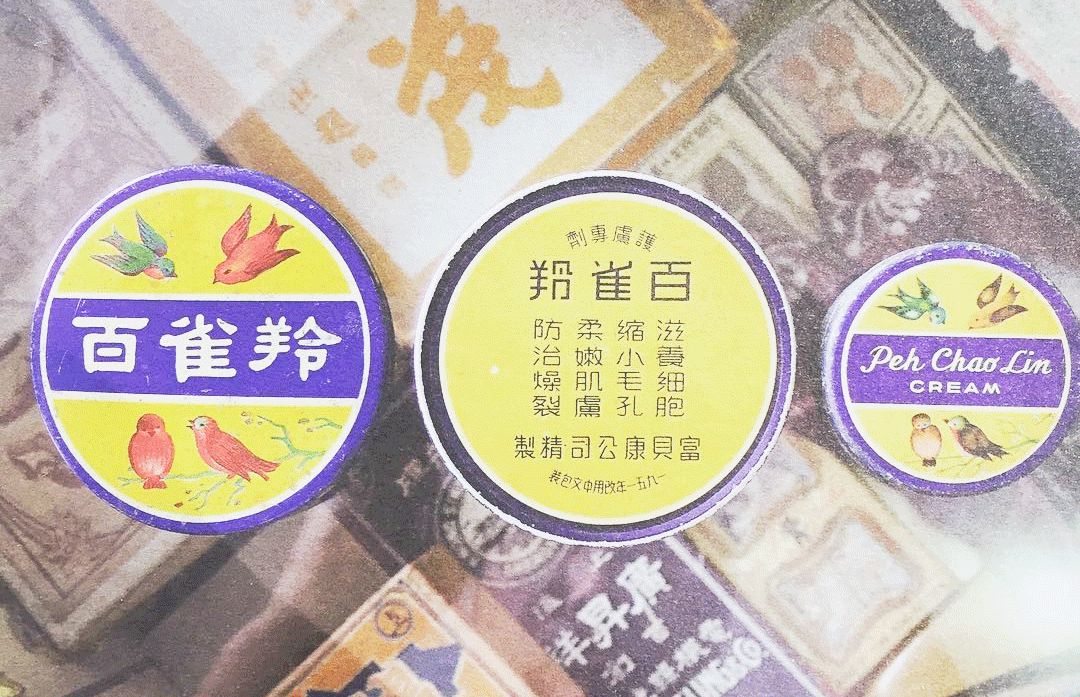 百雀羚
護膚專劑
百雀羚
滋養細胞
縮小毛孔
柔嫩肌膚
防治燥裂
富貝康公司精製
一九五一年改用中文包裝
Peh Chao Lin
CREAM